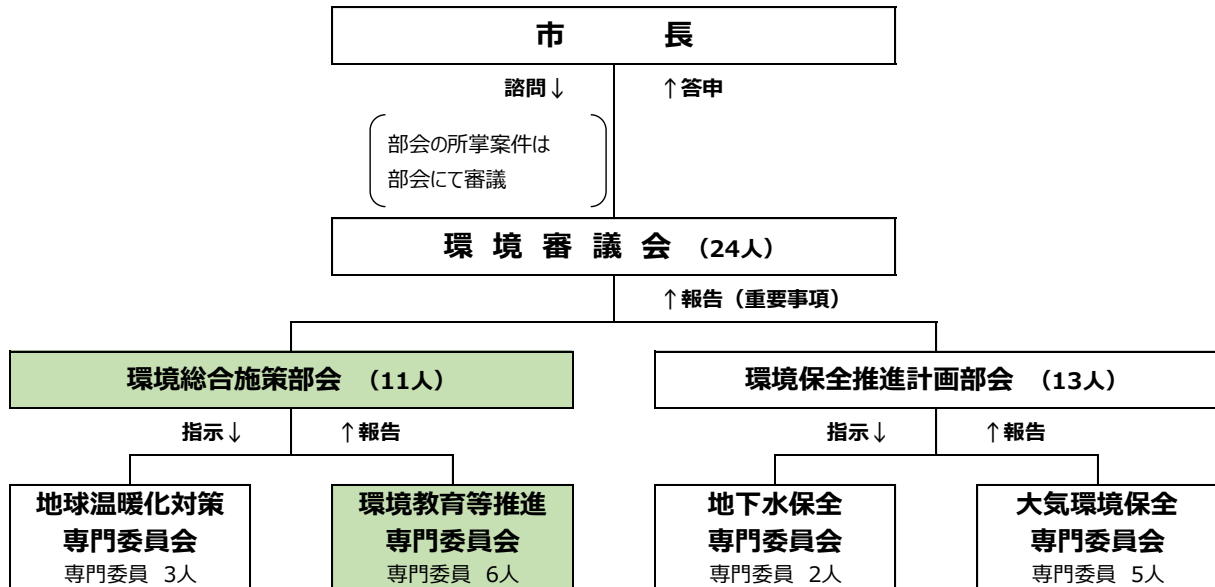 市 長
諮問↓ ↑答申
部会の所掌案件は
部会にて審議
環 境 審 議 会 （24人）
↑報告（重要事項）
環境総合施策部会 （11人）
環境保全推進計画部会 （13人）
指示↓ ↑報告
指示↓ ↑報告
地球温暖化対策
専門委員会
専門委員 3人
環境教育等推進
専門委員会
専門委員 6人
地下水保全
専門委員会
専門委員 2人
大気環境保全
専門委員会
専門委員 5人